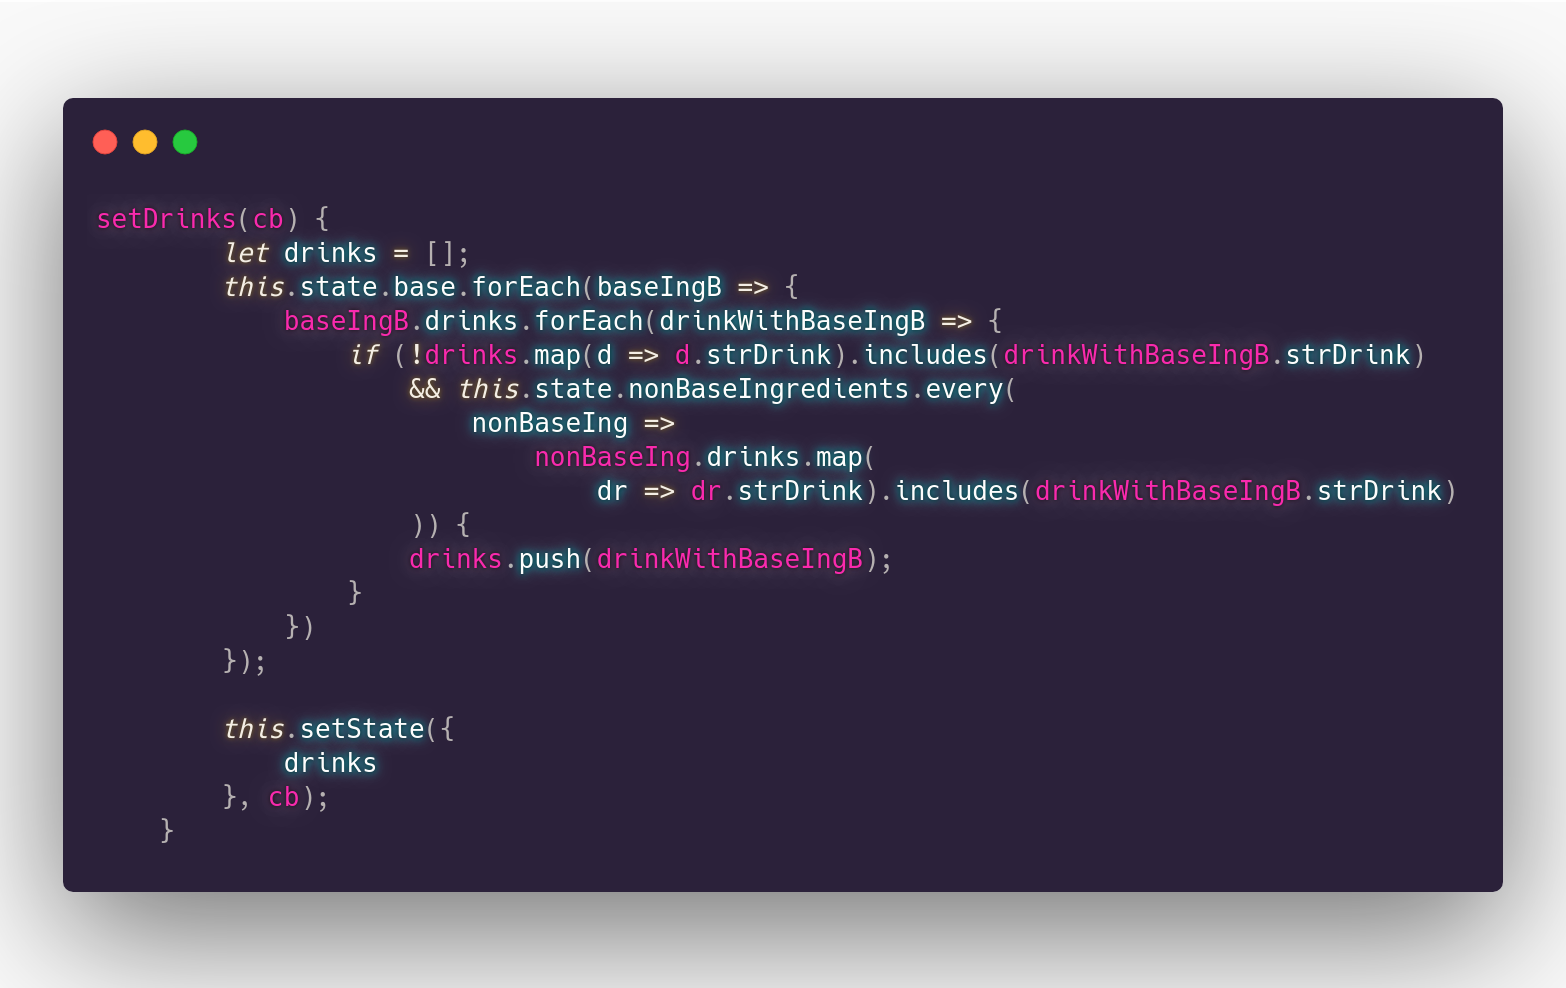 setDrinks(cb) {
        let drinks = [];
        this.state.base.forEach(baseIngB => {
            baseIngB.drinks.forEach(drinkWithBaseIngB => {
                if (!drinks.map(d => d.strDrink).includes(drinkWithBaseIngB.strDrink)
                    && this.state.nonBaseIngredients.every(
                        nonBaseIng =>
                            nonBaseIng.drinks.map(
                                dr => dr.strDrink).includes(drinkWithBaseIngB.strDrink)
                    )) {
                    drinks.push(drinkWithBaseIngB);
                }
            })
        });

        this.setState({
            drinks
        }, cb);
    }